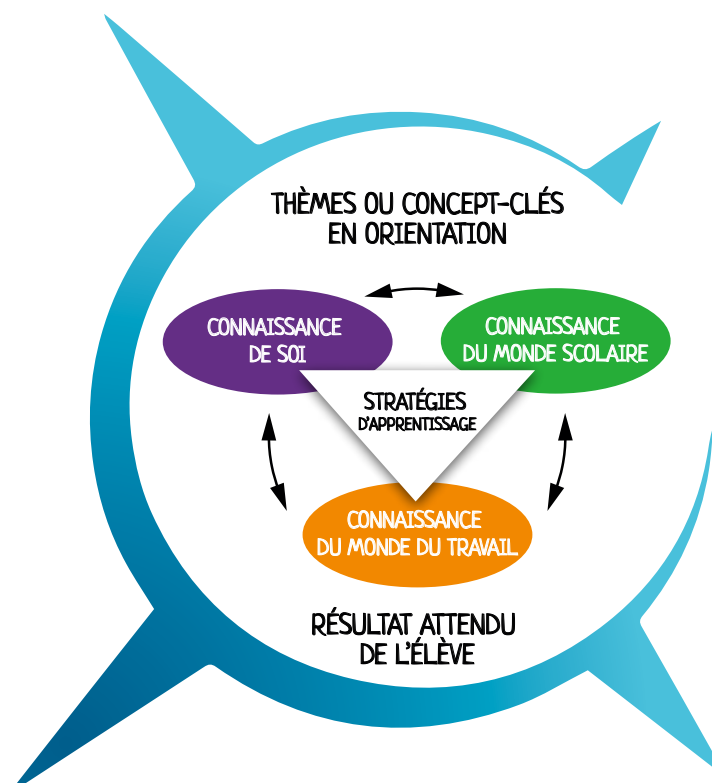 THÈMES OU CONCEPT-CLÉS
EN ORIENTATION
CONNAISSANCE
DE SOI
CONNAISSANCE
DU MONDE SCOLAIRE
STRATÉGIES
D'APPRENTISSAGE
CONNAISSANCE
DU MONDE DU TRAVAIL
RÉSULTAT ATTENDU
DE L'ÉLÈVE